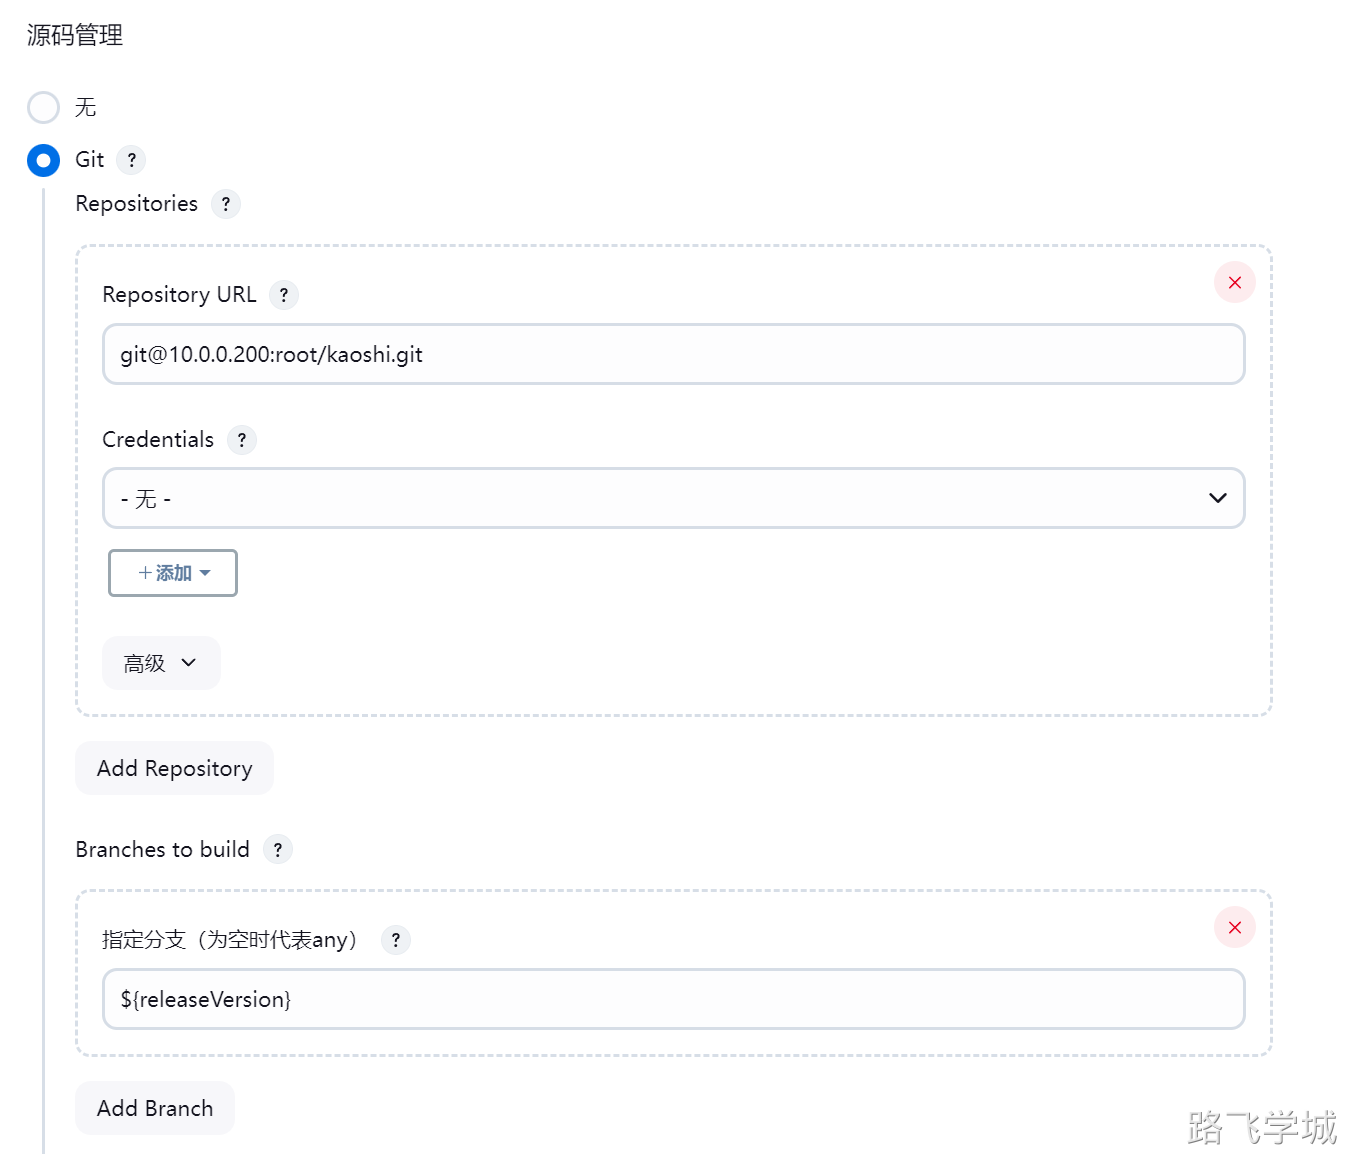 源码管理
无
Git ?
Repositories ?
Repository URL ?
git@10.0.0.200:root/kaoshi.git
Credentials ?
- 无 -
+添加
高级
Add Repository
Branches to build ?
指定分支（为空时代表any） ?
${releaseVersion}
Add Branch
路飞学城